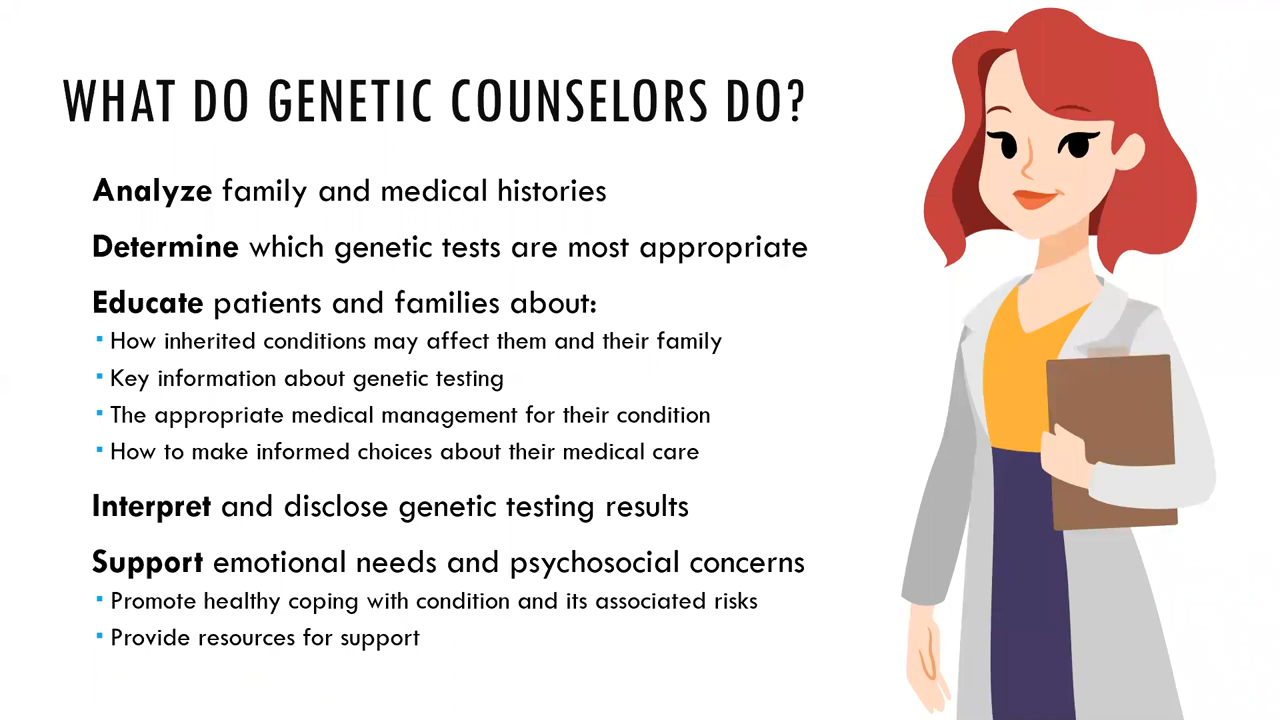 WHAT DO GENETIC COUNSELORS DO?
Analyze family and medical histories
Determine which genetic tests are most appropriate
Educate patients and families about:
▪ How inherited conditions may affect them and their family
▪ Key information about genetic testing
▪ The appropriate medical management for their condition
▪ How to make informed choices about their medical care
Interpret and disclose genetic testing results
Support emotional needs and psychosocial concerns
▪ Promote healthy coping with condition and its associated risks
▪ Provide resources for support